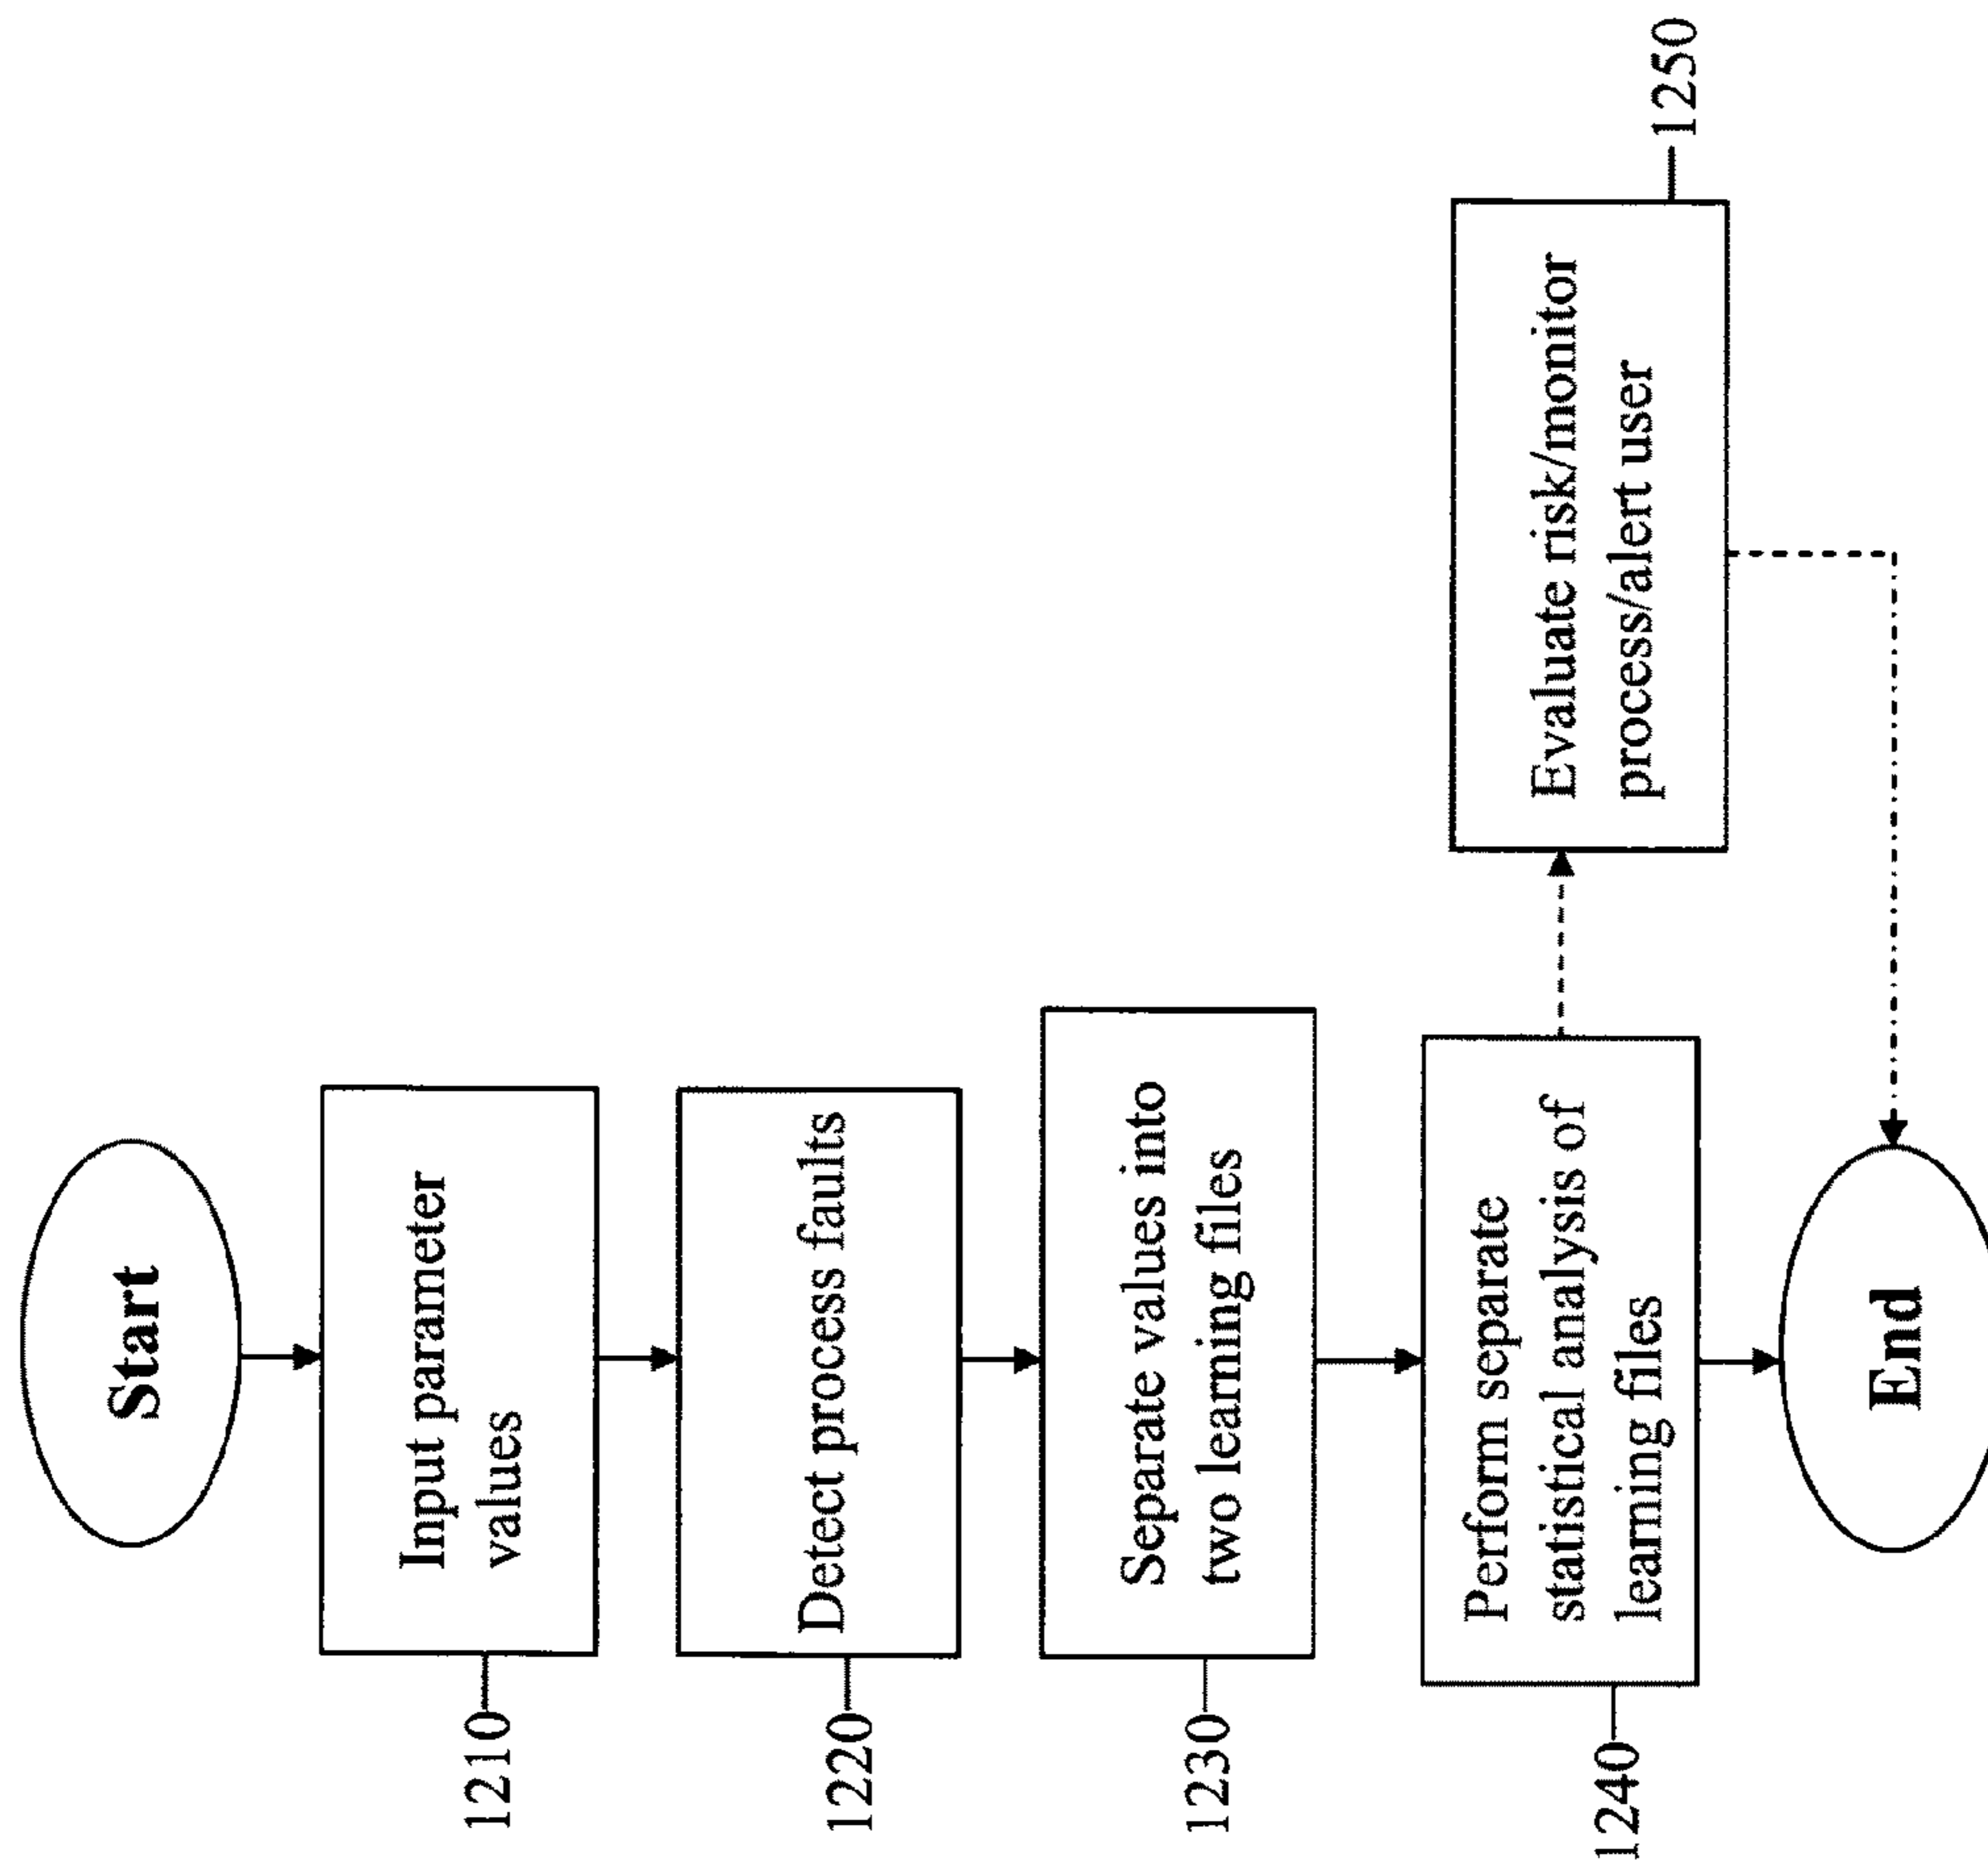 Start
Input parameter
values
1210
Detect process faults
1220
Separate values into
two learning files
1230
Perform separate
statistical analysis of
learning files
1240
Evaluate risk/monitor
process/alert user
1250
End